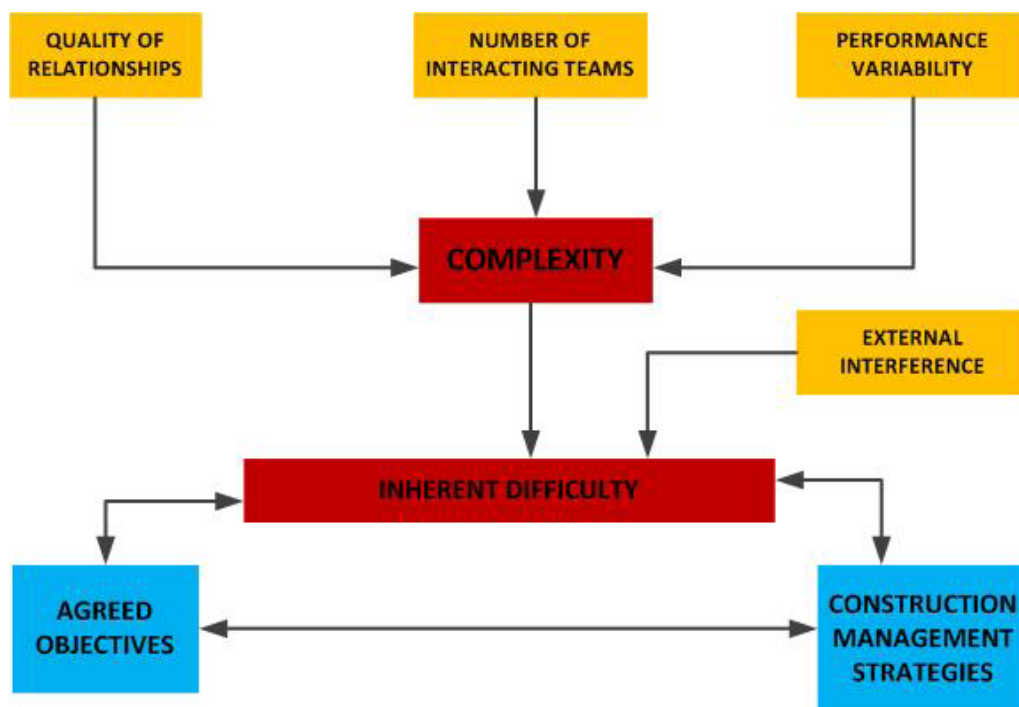 QUALITY OF
RELATIONSHIPS
NUMBER OF
INTERACTING TEAMS
PERFORMANCE
VARIABILITY
COMPLEXITY
EXTERNAL
INTERFERENCE
INHERENT DIFFICULTY
AGREED
OBJECTIVES
CONSTRUCTION
MANAGEMENT
STRATEGIES